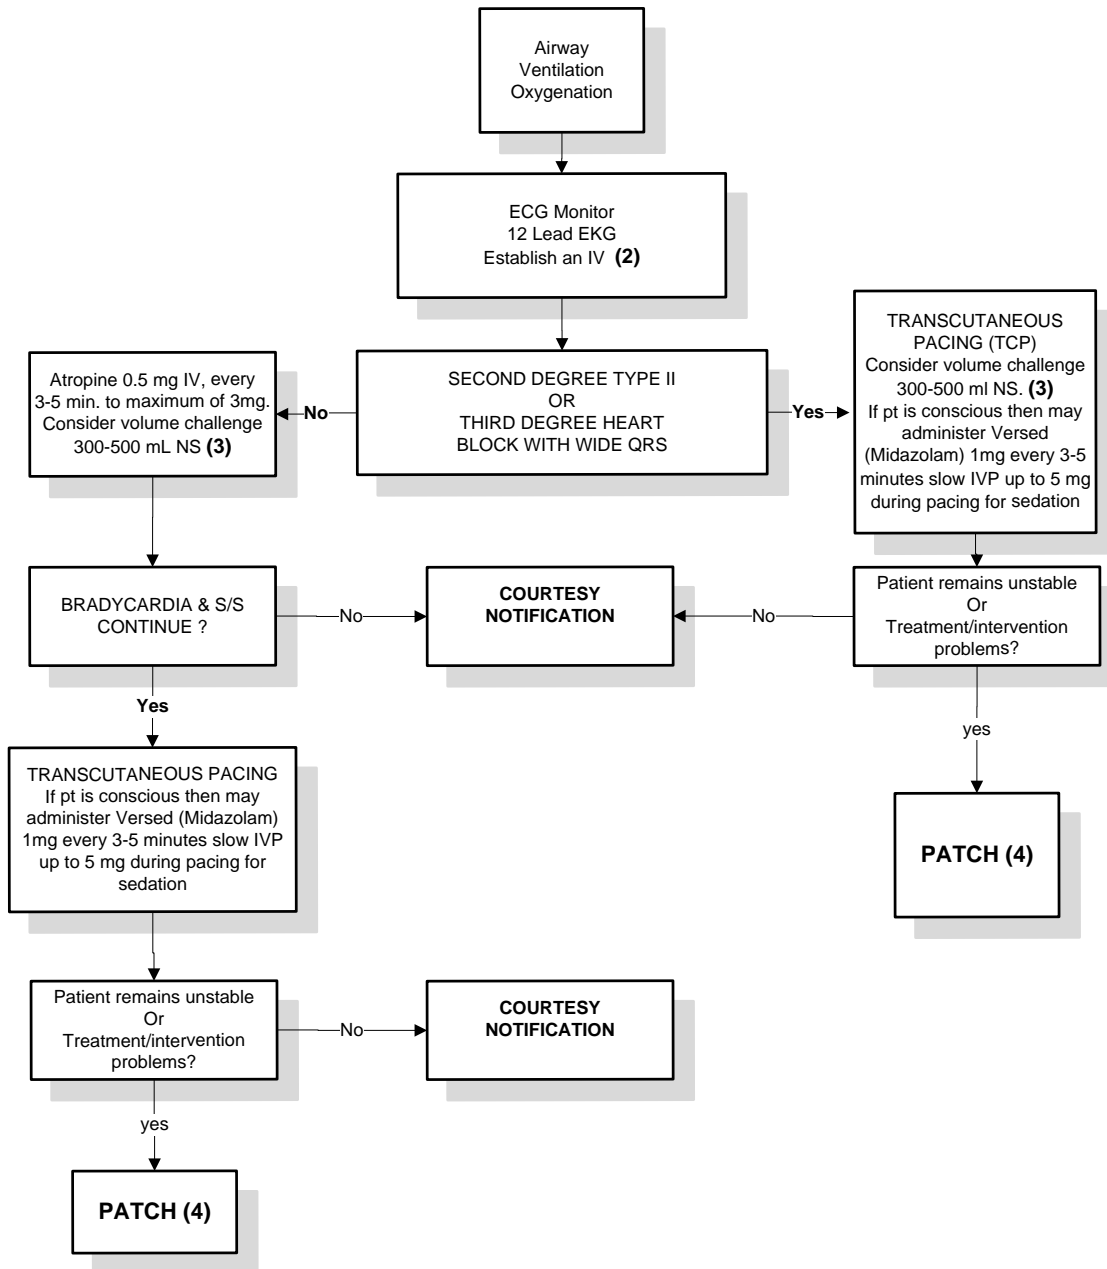 Airway
Ventilation
Oxygenation
ECG Monitor
12 Lead EKG
Establish an IV (2)
SECOND DEGREE TYPE II
OR
THIRD DEGREE HEART
BLOCK WITH WIDE QRS
No
Yes
Atropine 0.5 mg IV, every
3-5 min. to maximum of 3mg.
Consider volume challenge
300-500 mL NS (3)
TRANSCUTANEOUS
PACING (TCP)
Consider volume challenge
300-500 ml NS. (3)
If pt is conscious then may
administer Versed
(Midazolam) 1mg every 3-5
minutes slow IVP up to 5 mg
during pacing for sedation
BRADYCARDIA & S/S
CONTINUE ?
No
COURTESY
NOTIFICATION
No
Patient remains unstable
Or
Treatment/intervention
problems?
Yes
yes
TRANSCUTANEOUS PACING
If pt is conscious then may
administer Versed (Midazolam)
1mg every 3-5 minutes slow IVP
up to 5 mg during pacing for
sedation
PATCH (4)
Patient remains unstable
Or
Treatment/intervention
problems?
No
COURTESY
NOTIFICATION
yes
PATCH (4)